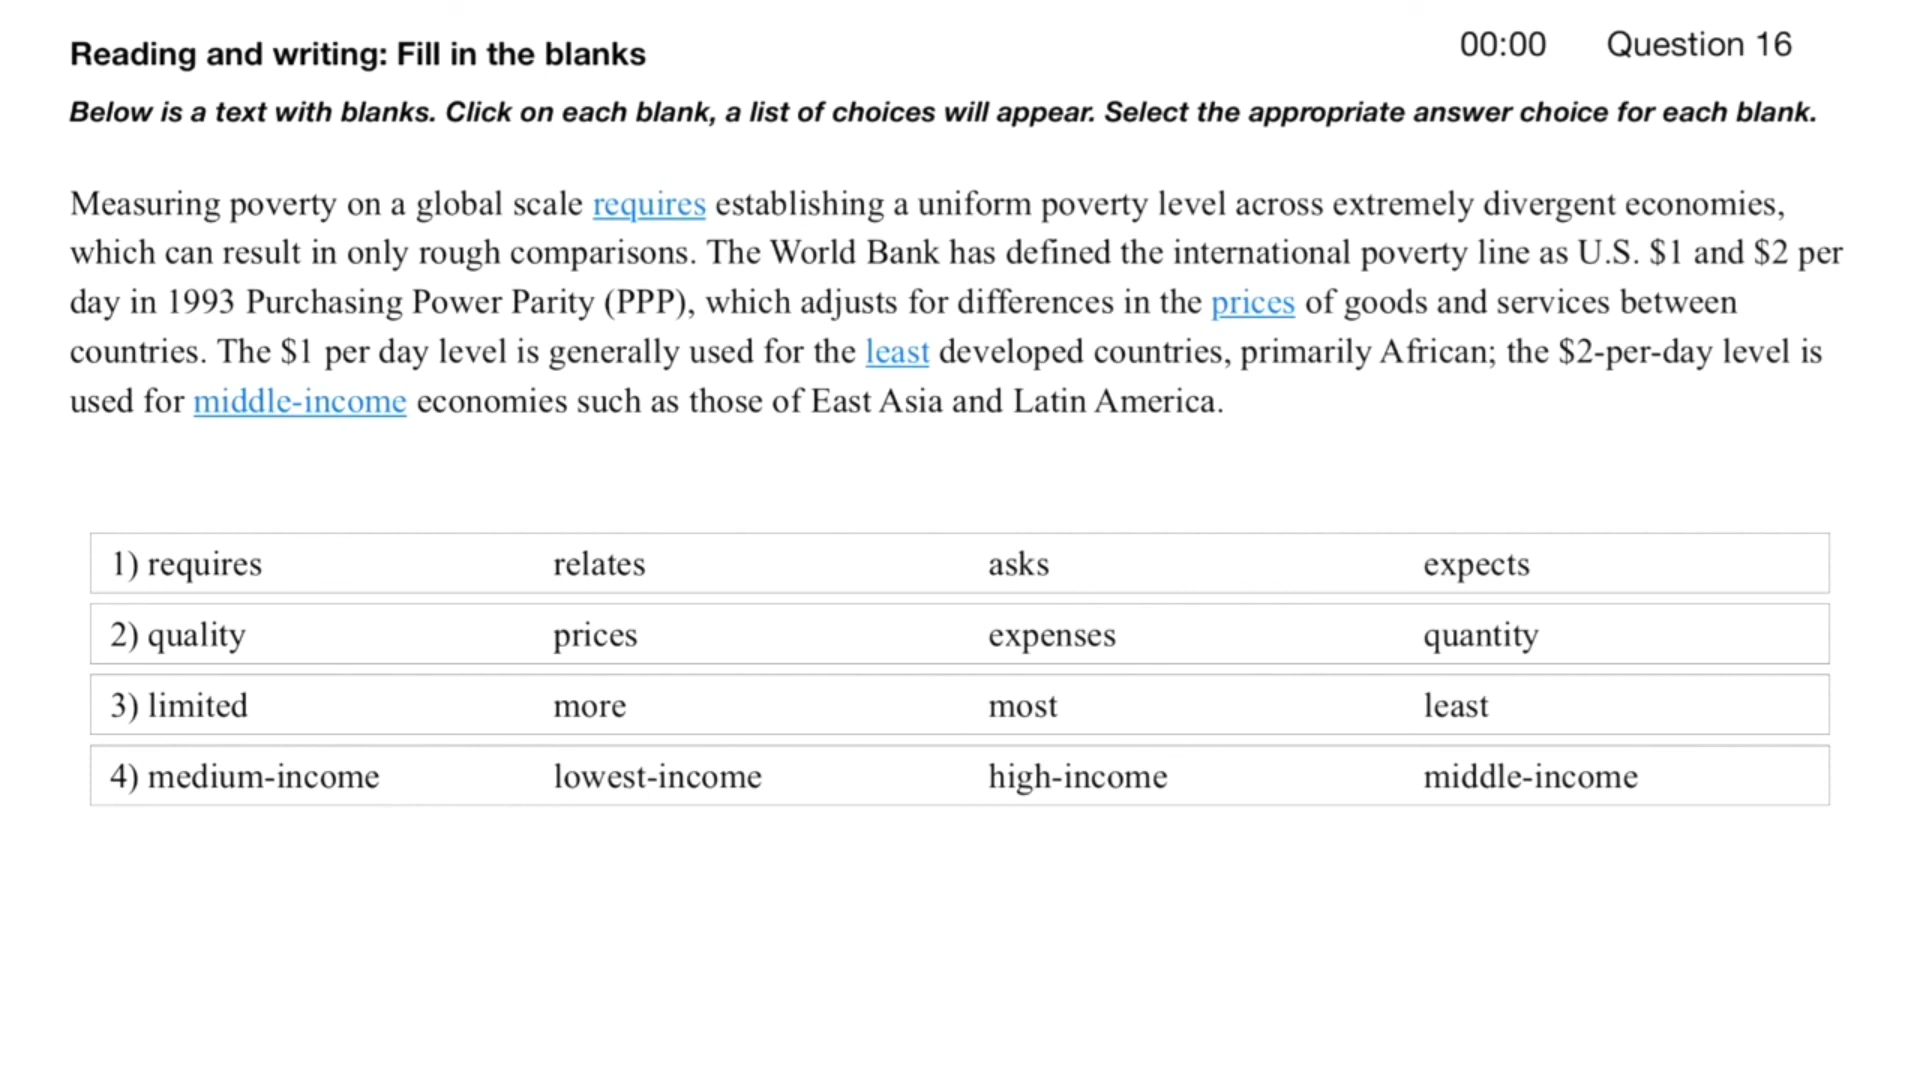 Reading and writing: Fill in the blanks
00:00 Question 16
Below is a text with blanks. Click on each blank, a list of choices will appear. Select the appropriate answer choice for each blank.
Measuring poverty on a global scale requires establishing a uniform poverty level across extremely divergent economies,
which can result in only rough comparisons. The World Bank has defined the international poverty line as U.S. $1 and $2 per
day in 1993 Purchasing Power Parity (PPP), which adjusts for differences in the prices of goods and services between
countries. The $1 per day level is generally used for the least developed countries, primarily African; the $2-per-day level is
used for middle-income economies such as those of East Asia and Latin America.
1) requires relates asks expects
2) quality prices expenses quantity
3) limited more most least
4) medium-income lowest-income high-income middle-income